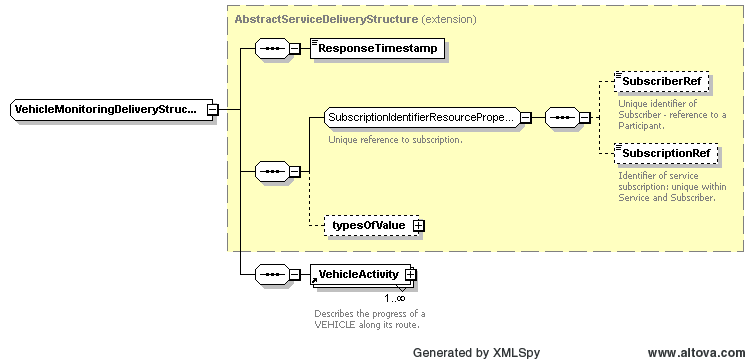 AbstractServiceDeliveryStructure (extension)
ResponseTimestamp
VehicleMonitoringDeliveryStruc...
SubscriptionIdentifierResourcePrope...
Unique reference to subscription.
SubscriberRef
Unique identifier of
Subscriber - reference to a
Participant.
SubscriptionRef
Identifier of service
subscription: unique within
Service and Subscriber.
typesOfValue
VehicleActivity
1..∞
Describes the progress of a
VEHICLE along its route.
Generated by XMLSpy
www.altova.com